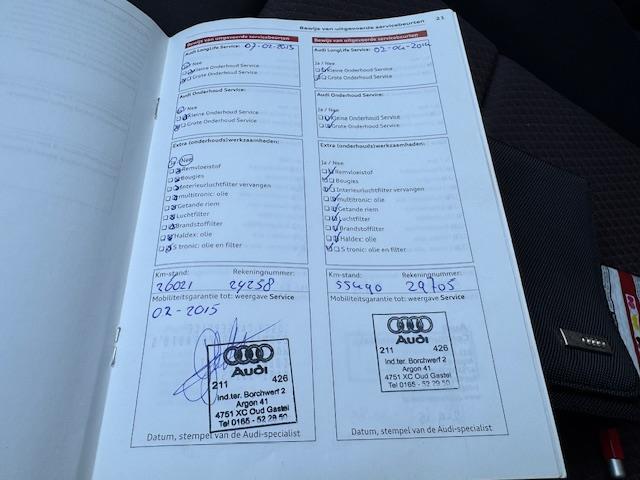 Bewijs van uitgevoerde servicebeurten 21
Bewijs van uitgevoerde servicebeurten
Audi LongLife Service: 07-02-2015
Ja / Nee
Kleine Onderhoud Service
Grote Onderhoud Service
Audi Onderhoud Service:
Ja / Nee
Kleine Onderhoud Service
Grote Onderhoud Service
Extra (onderhouds)werkzaamheden:
Ja / Nee
Remvloeistof
Bougies
Interieurluchtfilter vervangen
multitronic: olie
Getande riem
Luchtfilter
Brandstoffilter
Haldex: olie
S tronic: olie en filter
Km-stand: Rekeningnummer:
26021 24258
Mobiliteitsgarantie tot: weergave Service
02-2015
Audi
211 426
Ind.ter. Borchwerf 2
Argon 41
4751 XC Oud Gastel
Tel 0165 - 52 29 50
Datum, stempel van de Audi-specialist
Bewijs van uitgevoerde servicebeurten
Audi LongLife Service:
Ja / Nee
Kleine Onderhoud Service
Grote Onderhoud Service
Audi Onderhoud Service:
Ja / Nee
Kleine Onderhoud Service
Grote Onderhoud Service
Extra (onderhouds)werkzaamheden:
Ja / Nee
Remvloeistof
Bougies
Interieurluchtfilter vervangen
multitronic: olie
Getande riem
Luchtfilter
Brandstoffilter
Haldex: olie
S tronic: olie en filter
Km-stand: Rekeningnummer:
55490 29705
Mobiliteitsgarantie tot: weergave Service
Audi
211 426
Ind.ter. Borchwerf 2
Argon 41
4751 XC Oud Gastel
Tel 0165 - 52 29 50
Datum, stempel van de Audi-specialist